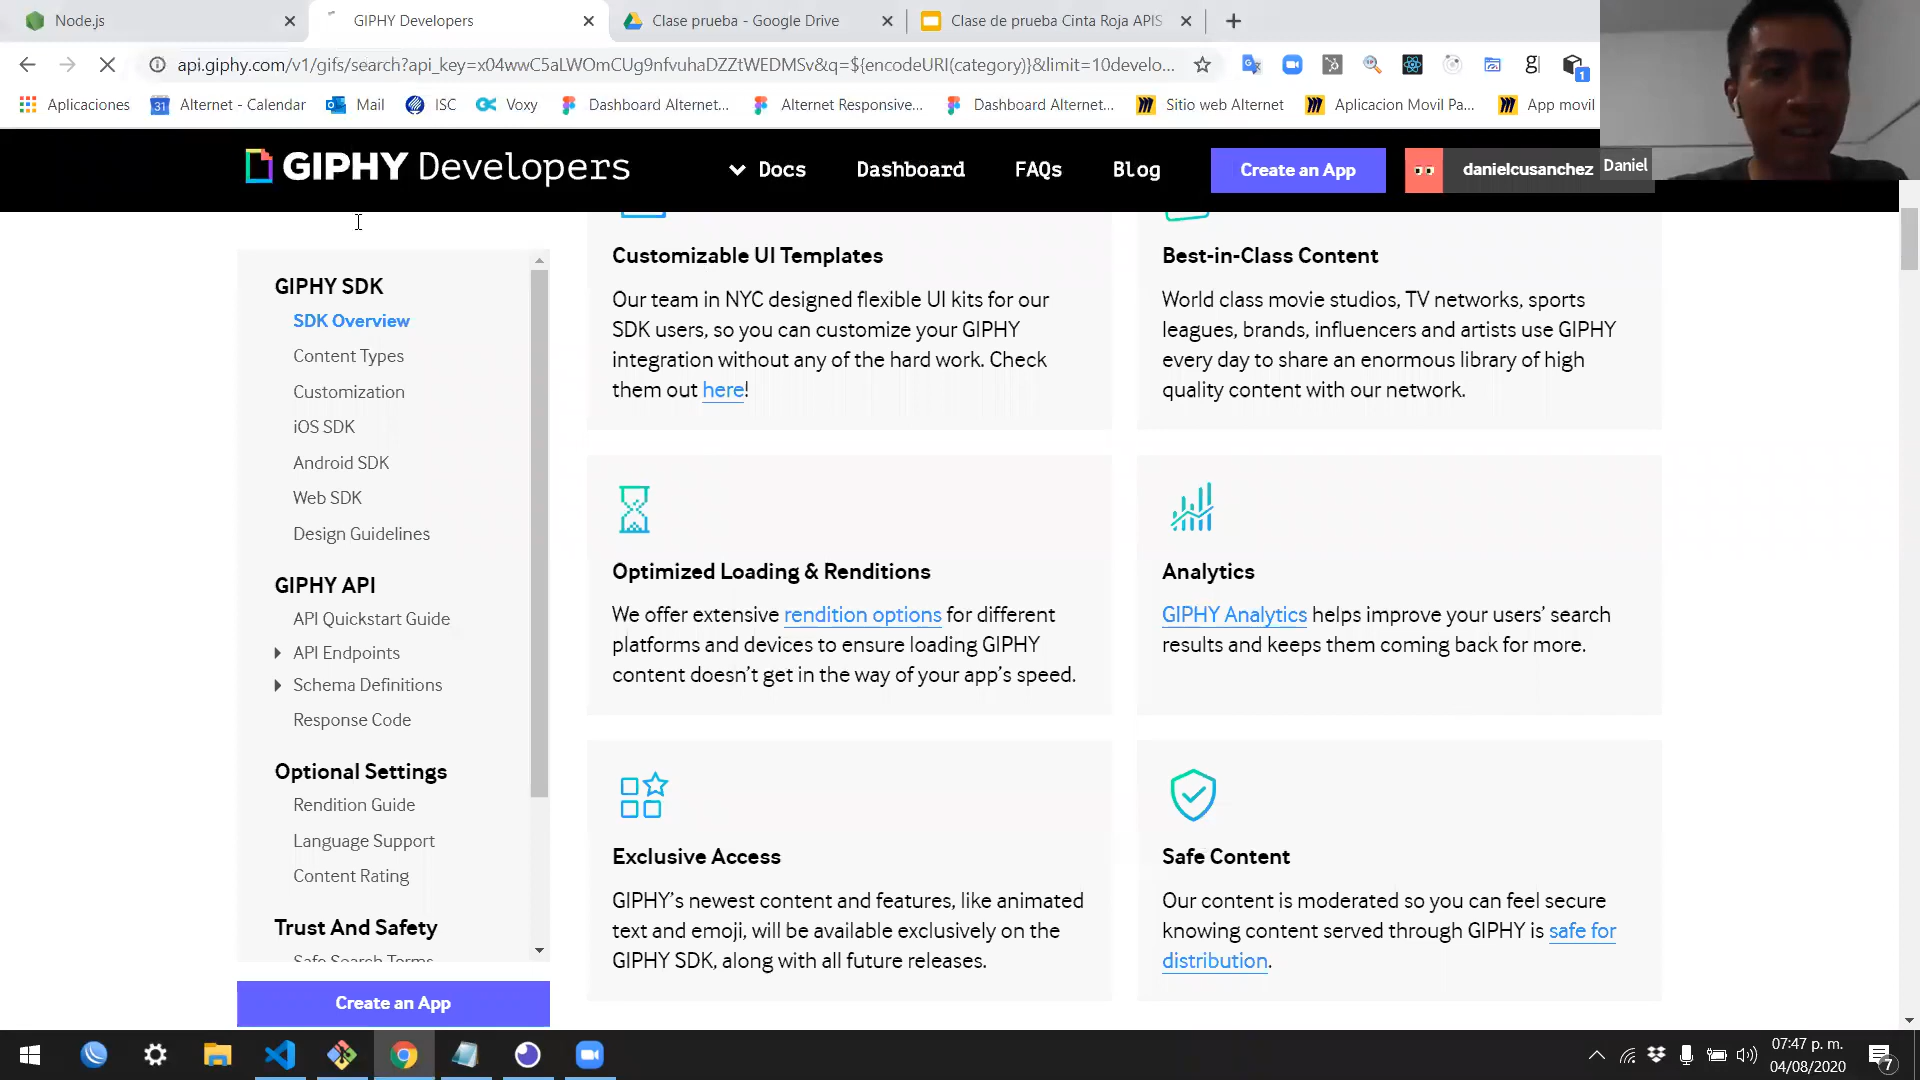 Node.js
GIPHY Developers
Clase prueba - Google Drive
Clase de prueba Cinta Roja APIS
api.giphy.com/v1/gifs/search?api_key=x04wwC5aLWOmCUg9nfvuhaDZZtWEDMSv&q=${encodeURI(category)}&limit=10develo...
g
1
Aplicaciones
31
Alternet - Calendar
Mail
ISC
Voxy
Dashboard Alternet...
Alternet Responsive...
Dashboard Alternet...
Sitio web Alternet
Aplicacion Movil Pa...
App movil
GIPHY Developers
Docs
Dashboard
FAQs
Blog
Create an App
danielcusanchez
Daniel
GIPHY SDK
SDK Overview
Content Types
Customization
iOS SDK
Android SDK
Web SDK
Design Guidelines
GIPHY API
API Quickstart Guide
API Endpoints
Schema Definitions
Response Code
Optional Settings
Rendition Guide
Language Support
Content Rating
Trust And Safety
Safe Search Terms
Create an App
Customizable UI Templates
Our team in NYC designed flexible UI kits for our
SDK users, so you can customize your GIPHY
integration without any of the hard work. Check
them out here!
Best-in-Class Content
World class movie studios, TV networks, sports
leagues, brands, influencers and artists use GIPHY
every day to share an enormous library of high
quality content with our network.
Optimized Loading & Renditions
We offer extensive rendition options for different
platforms and devices to ensure loading GIPHY
content doesn't get in the way of your app's speed.
Analytics
GIPHY Analytics helps improve your users' search
results and keeps them coming back for more.
Exclusive Access
GIPHY's newest content and features, like animated
text and emoji, will be available exclusively on the
GIPHY SDK, along with all future releases.
Safe Content
Our content is moderated so you can feel secure
knowing content served through GIPHY is safe for
distribution.
07:47 p. m.
04/08/2020
7